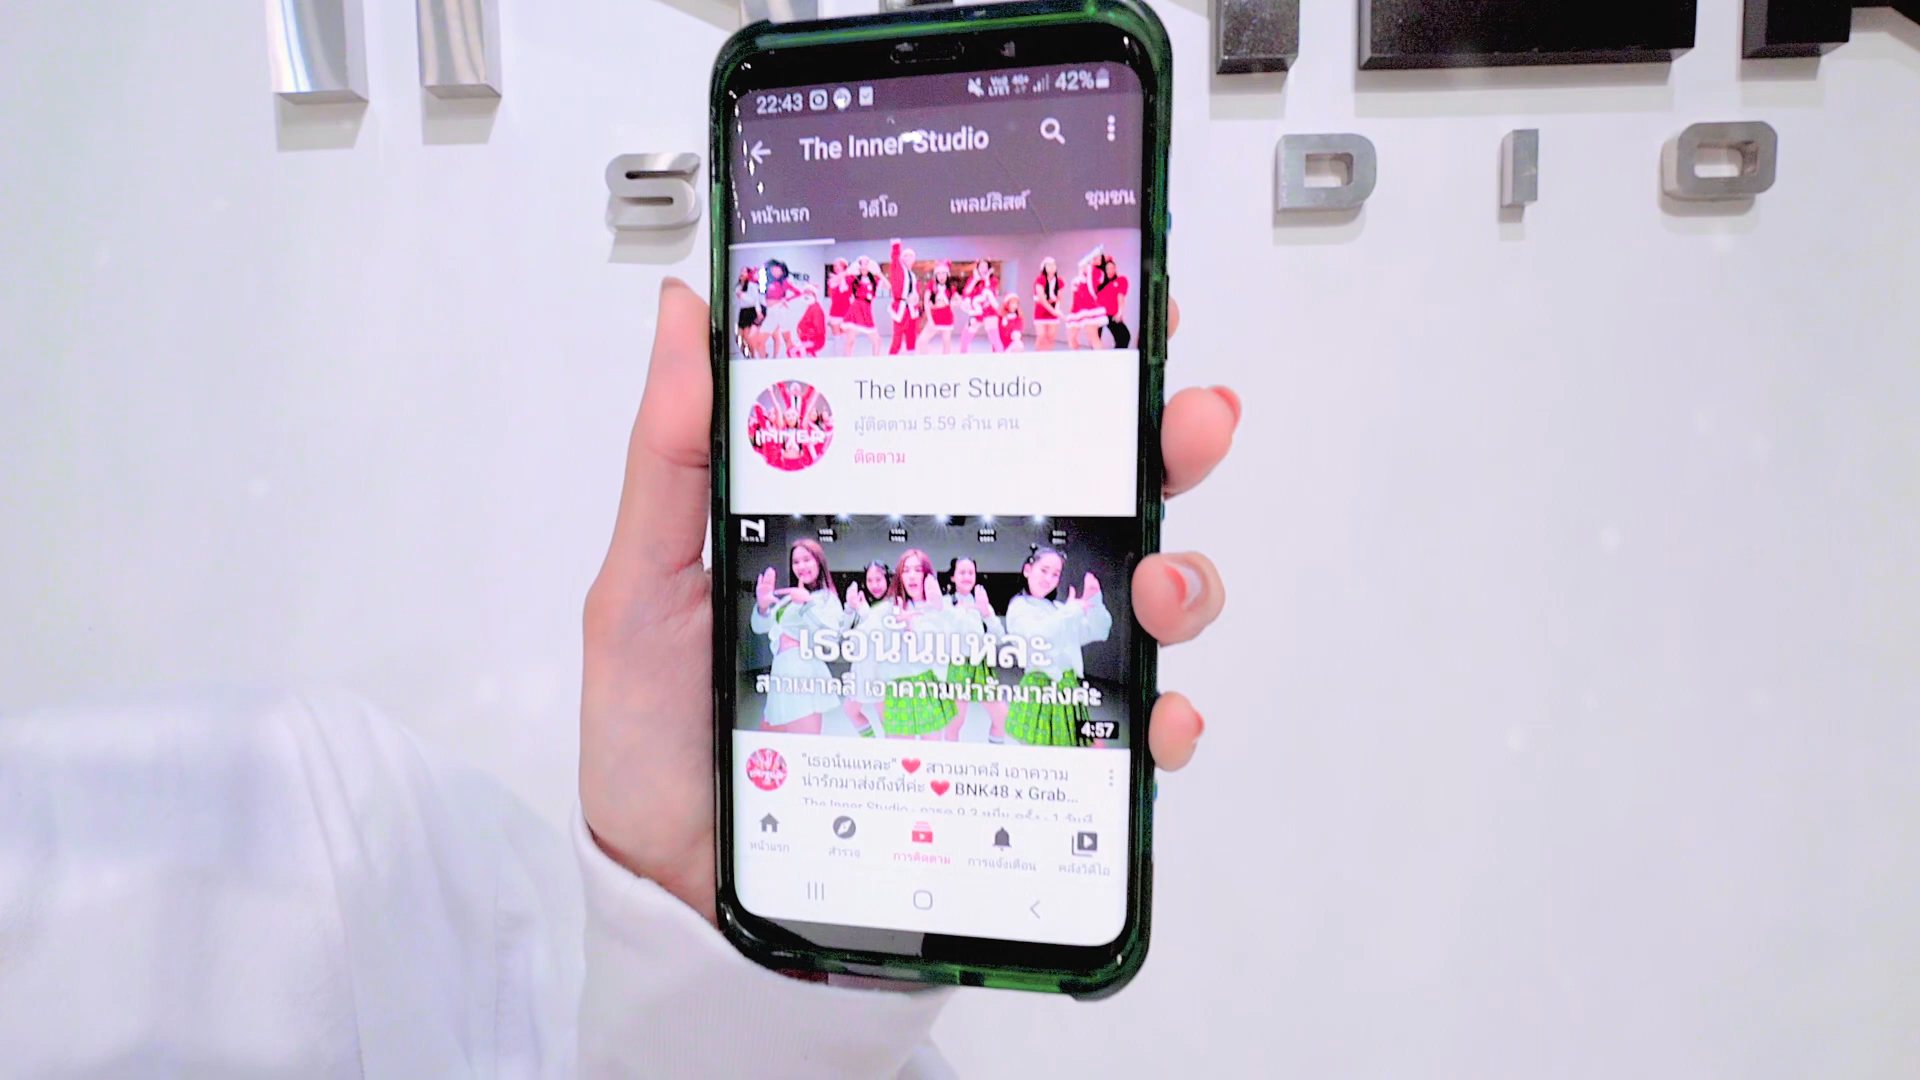 S DIO
22:43 42%
The Inner Studio
หน้าแรก วิดีโอ เพลย์ลิสต์ ชุมชน
The Inner Studio
ผู้ติดตาม 5.59 ล้าน คน
INNER
ติดตาม
เธอนั่นแหละ
สาวเมาคลี เอาความน่ารักมาส่งค่ะ
4:57
"เธอนั่นแหละ" ❤ สาวเมาคลี เอาความ
น่ารักมาส่งถึงที่ค่ะ ❤ BNK48 x Grab...
The Inner Studio
หน้าแรก สำรวจ การติดตาม การแจ้งเตือน คลังวิดีโอ